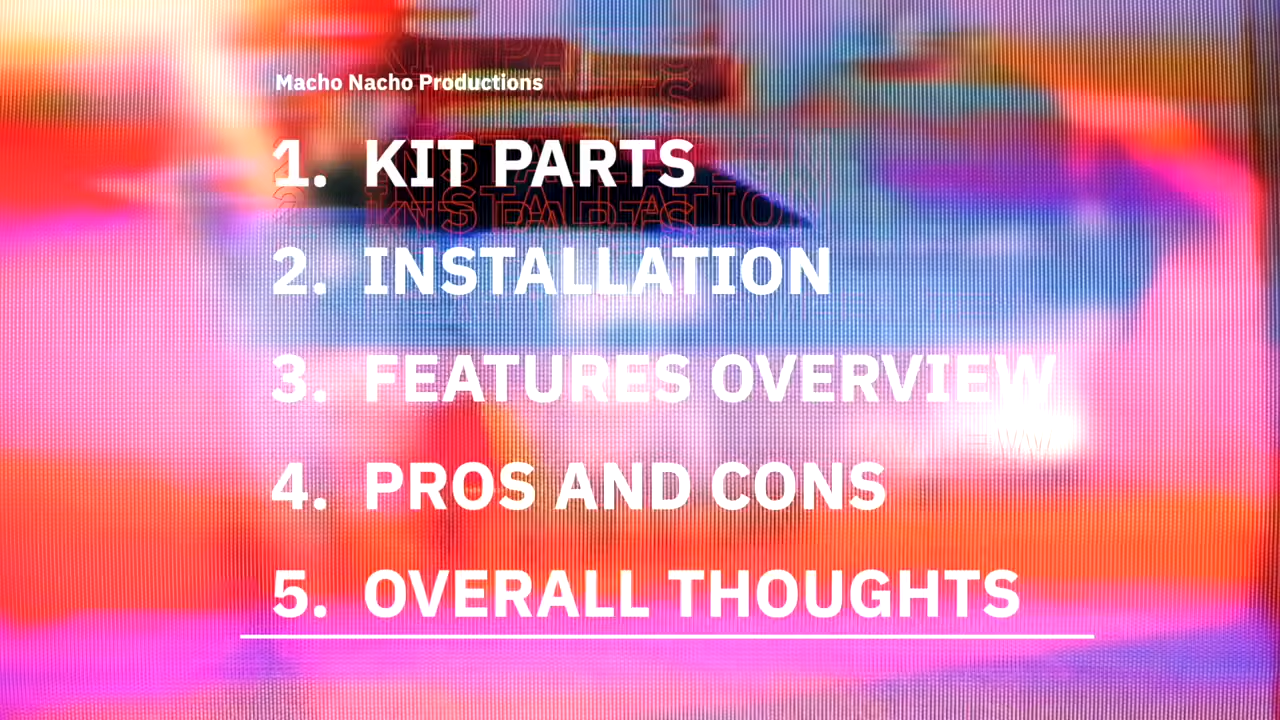 Macho Nacho Productions
1. KIT PARTS
2. INSTALLATION
3. FEATURES OVERVIEW
4. PROS AND CONS
5. OVERALL THOUGHTS